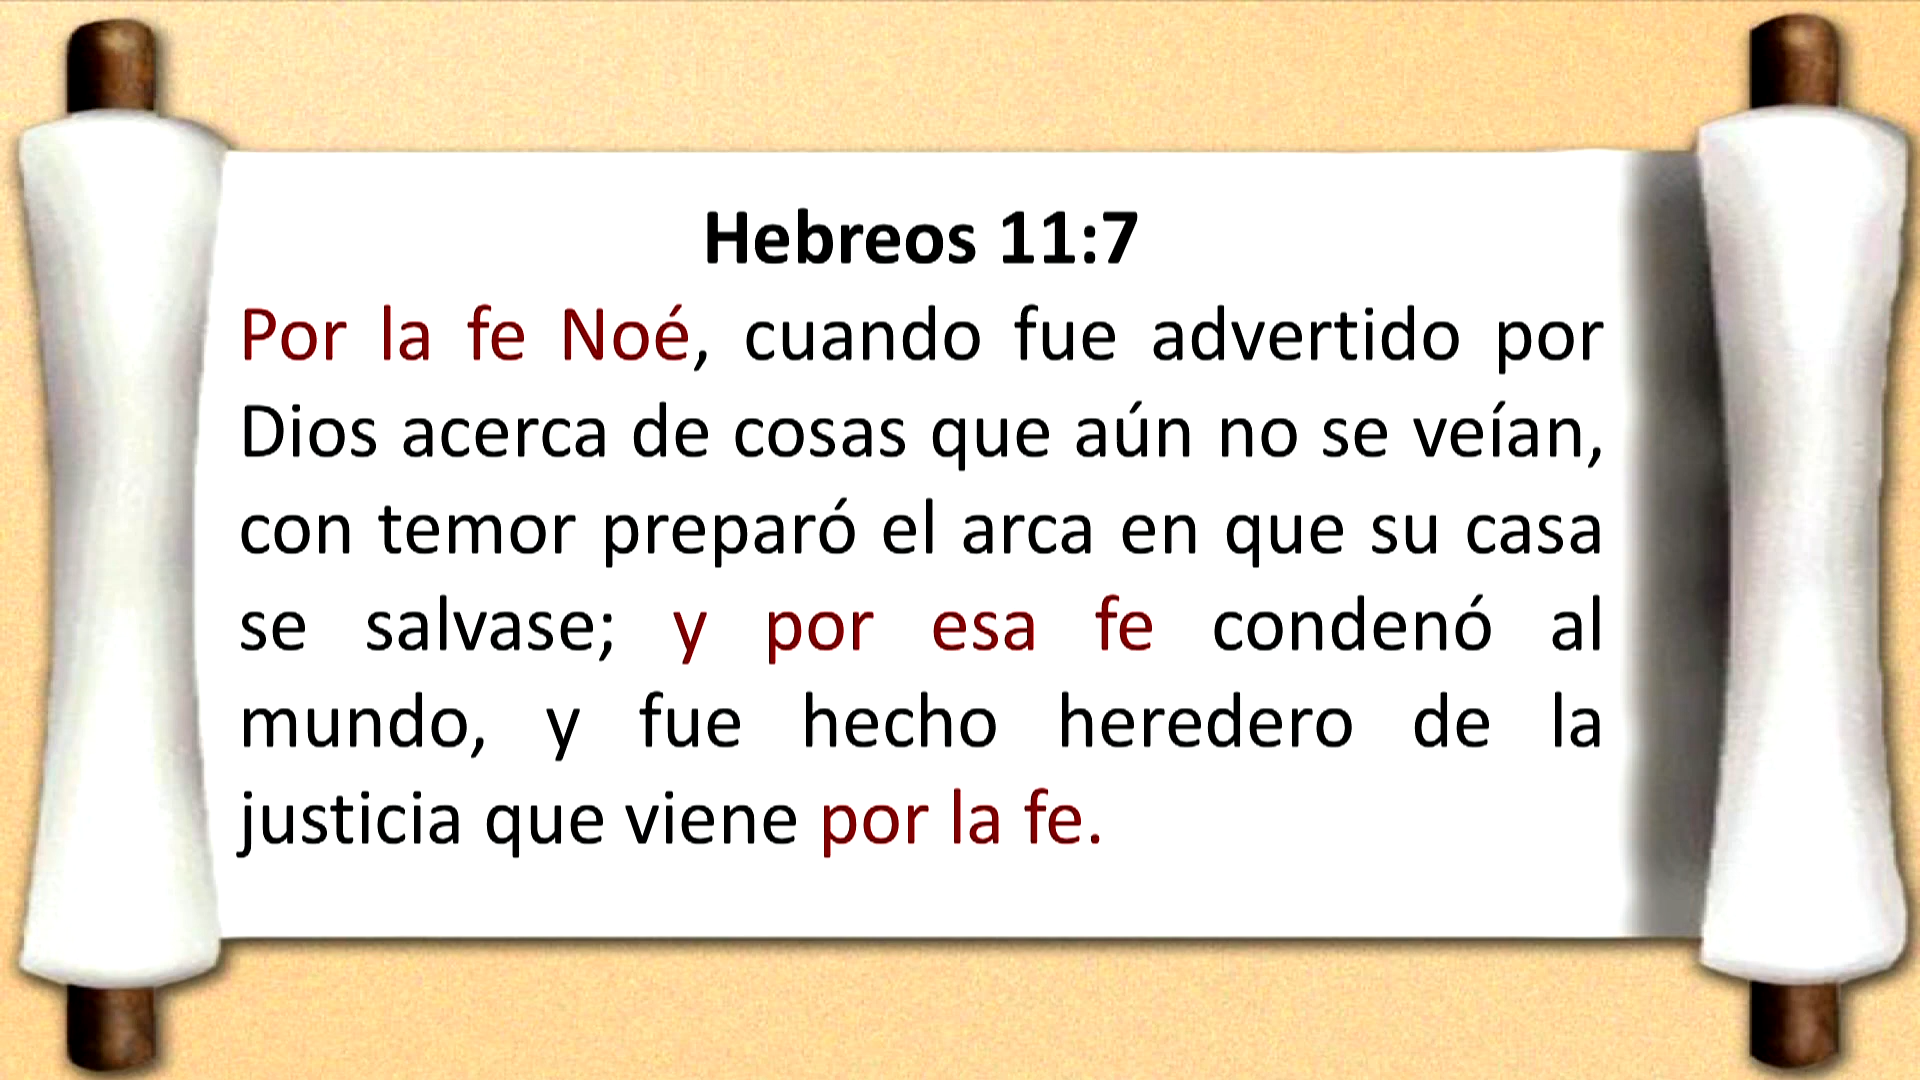 Hebreos 11:7
Por la fe Noé, cuando fue advertido por
Dios acerca de cosas que aún no se veían,
con temor preparó el arca en que su casa
se salvase; y por esa fe condenó al
mundo, y fue hecho heredero de la
justicia que viene por la fe.